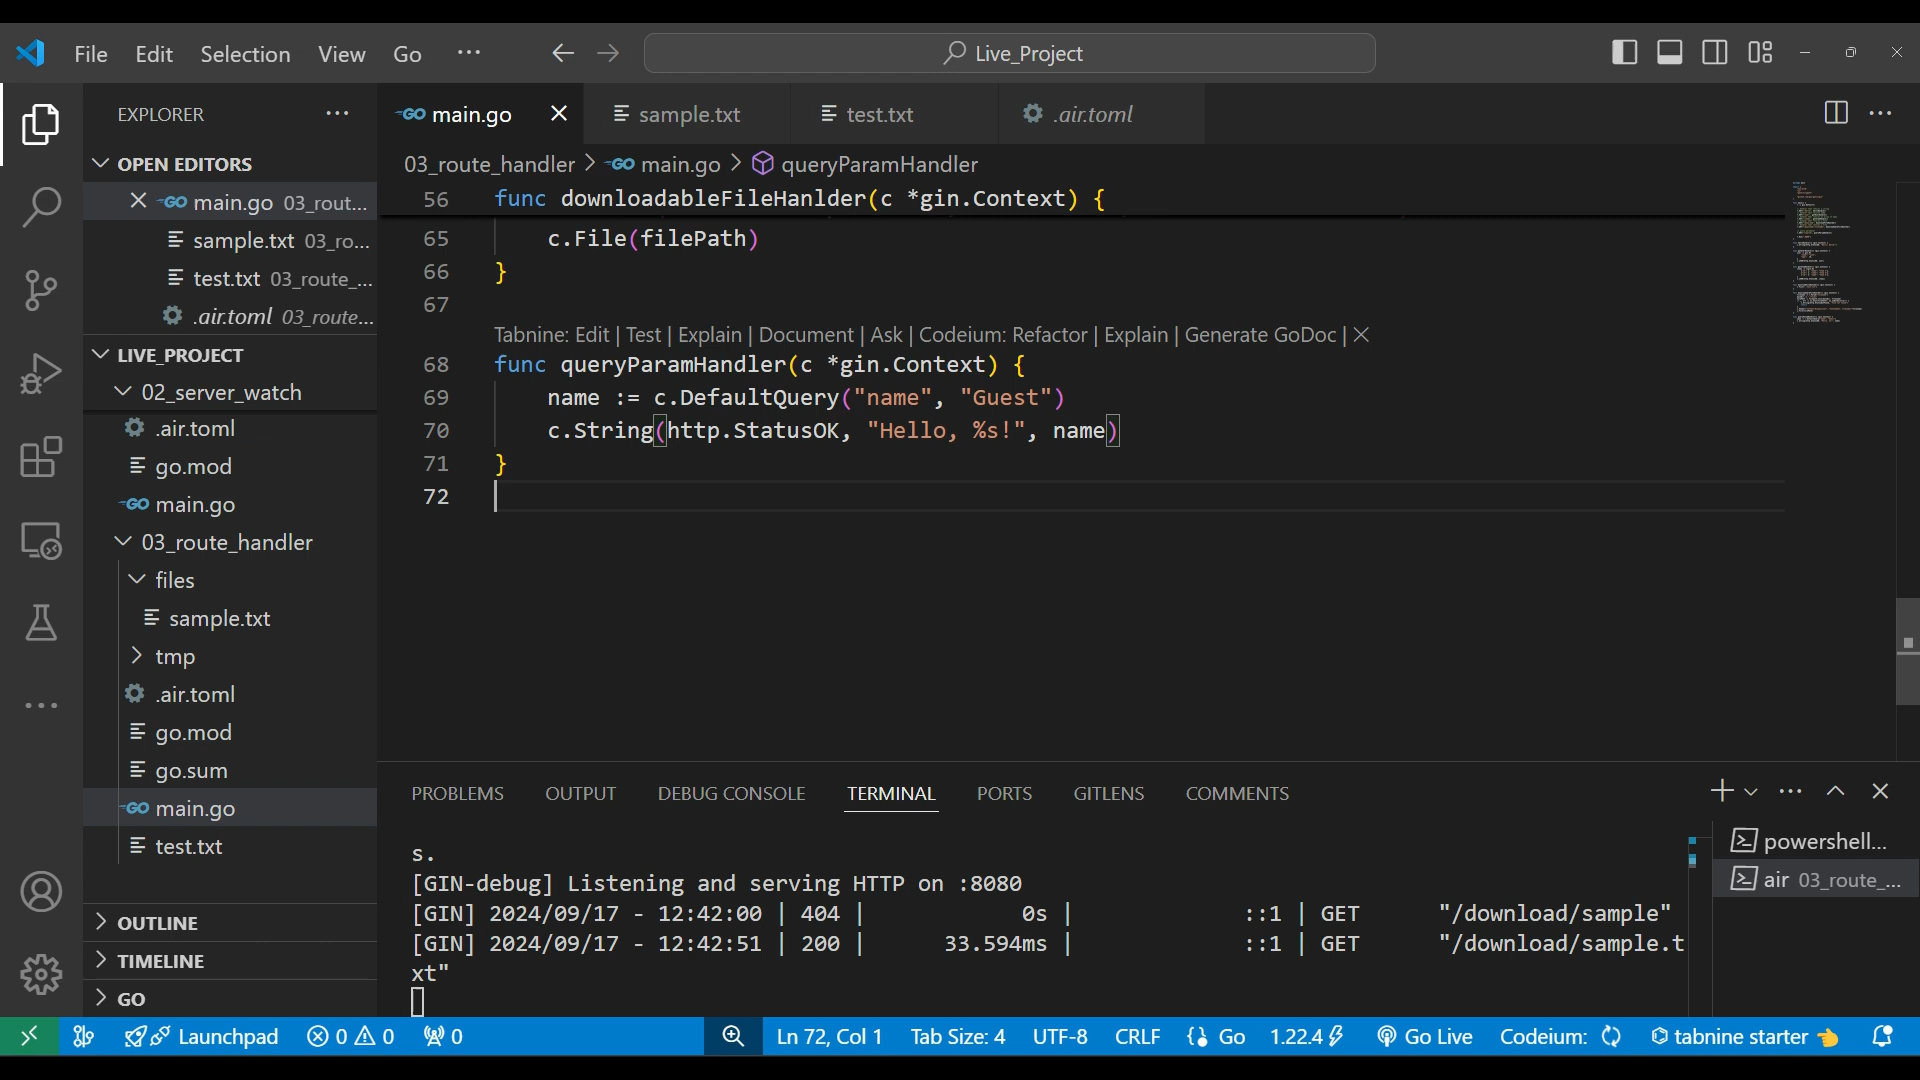 File Edit Selection View Go ···
Live_Project
EXPLORER ···
OPEN EDITORS
main.go 03_rout...
sample.txt 03_ro...
test.txt 03_route_...
.air.toml 03_route...
LIVE_PROJECT
02_server_watch
.air.toml
go.mod
main.go
03_route_handler
files
sample.txt
tmp
.air.toml
go.mod
go.sum
main.go
test.txt
OUTLINE
TIMELINE
GO
main.go sample.txt test.txt .air.toml
03_route_handler > main.go > queryParamHandler
56 func downloadableFileHanlder(c *gin.Context) {
65 c.File(filePath)
66 }
67
Tabnine: Edit | Test | Explain | Document | Ask | Codeium: Refactor | Explain | Generate GoDoc | X
68 func queryParamHandler(c *gin.Context) {
69 name := c.DefaultQuery("name", "Guest")
70 c.String(http.StatusOK, "Hello, %s!", name)
71 }
72
PROBLEMS OUTPUT DEBUG CONSOLE TERMINAL PORTS GITLENS COMMENTS
s.
[GIN-debug] Listening and serving HTTP on :8080
[GIN] 2024/09/17 - 12:42:00 | 404 | 0s | ::1 | GET "/download/sample"
[GIN] 2024/09/17 - 12:42:51 | 200 | 33.594ms | ::1 | GET "/download/sample.t
xt"
powershell...
air 03_route_...
Launchpad 0 0 0 Ln 72, Col 1 Tab Size: 4 UTF-8 CRLF {} Go 1.22.4 Go Live Codeium: tabnine starter